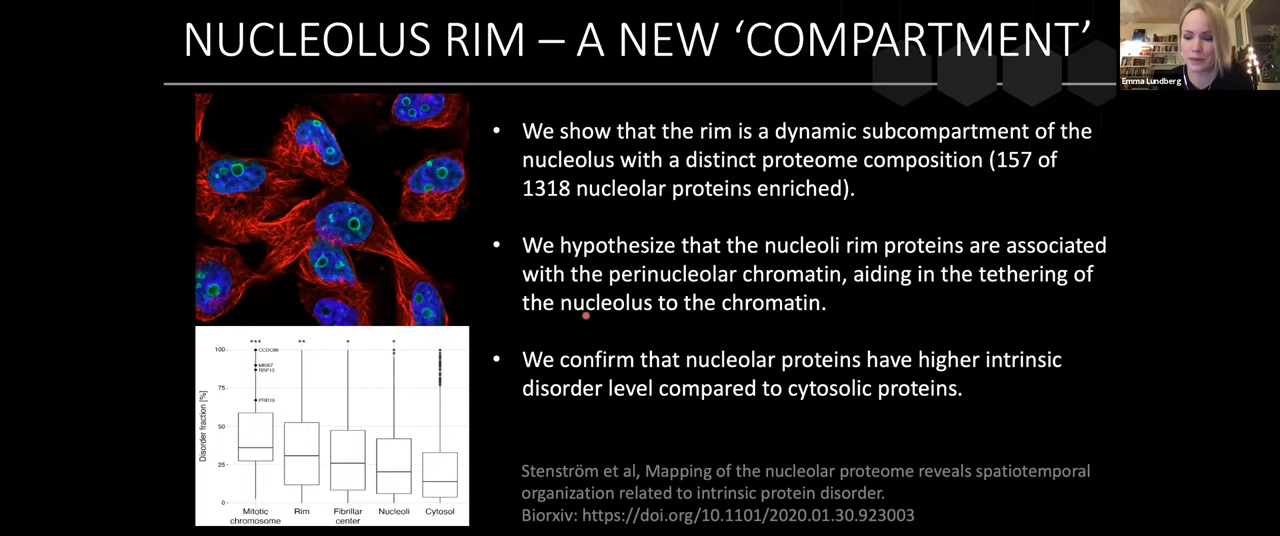 NUCLEOLUS RIM – A NEW ‘COMPARTMENT’
Emma Lundberg
• We show that the rim is a dynamic subcompartment of the
nucleolus with a distinct proteome composition (157 of
1318 nucleolar proteins enriched).
• We hypothesize that the nucleoli rim proteins are associated
with the perinucleolar chromatin, aiding in the tethering of
the nucleolus to the chromatin.
• We confirm that nucleolar proteins have higher intrinsic
disorder level compared to cytosolic proteins.
*** ** * *
100
CCDC86
MKI67
RRP15
75
PRR18
50
25
0
Disorder fraction [%]
Mitotic
chromosome
Rim
Fibrillar
center
Nucleoli
Cytosol
Stenström et al, Mapping of the nucleolar proteome reveals spatiotemporal
organization related to intrinsic protein disorder.
Biorxiv: https://doi.org/10.1101/2020.01.30.923003